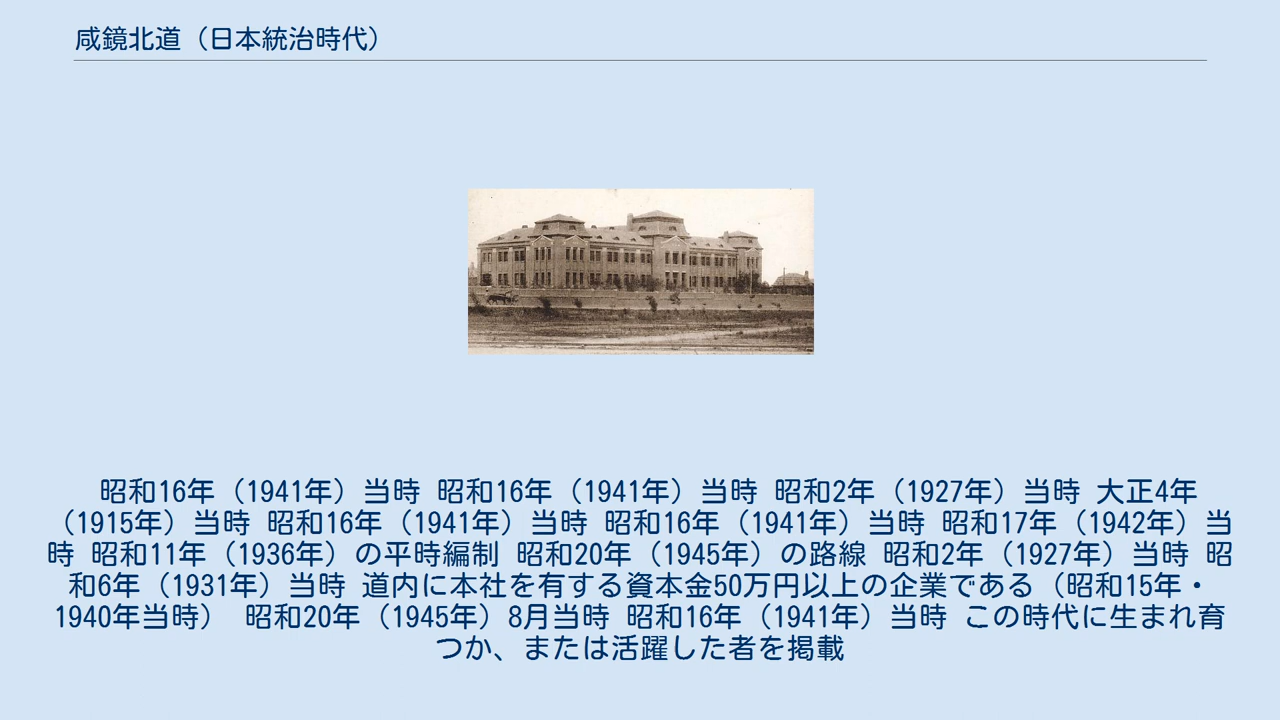 咸鏡北道（日本統治時代）
昭和16年（1941年）当時 昭和16年（1941年）当時 昭和2年（1927年）当時 大正4年
（1915年）当時 昭和16年（1941年）当時 昭和16年（1941年）当時 昭和17年（1942年）当
時 昭和11年（1936年）の平時編制 昭和20年（1945年）の路線 昭和2年（1927年）当時 昭
和6年（1931年）当時 道内に本社を有する資本金50万円以上の企業である（昭和15年・
1940年当時） 昭和20年（1945年）8月当時 昭和16年（1941年）当時 この時代に生まれ育
つか、または活躍した者を掲載